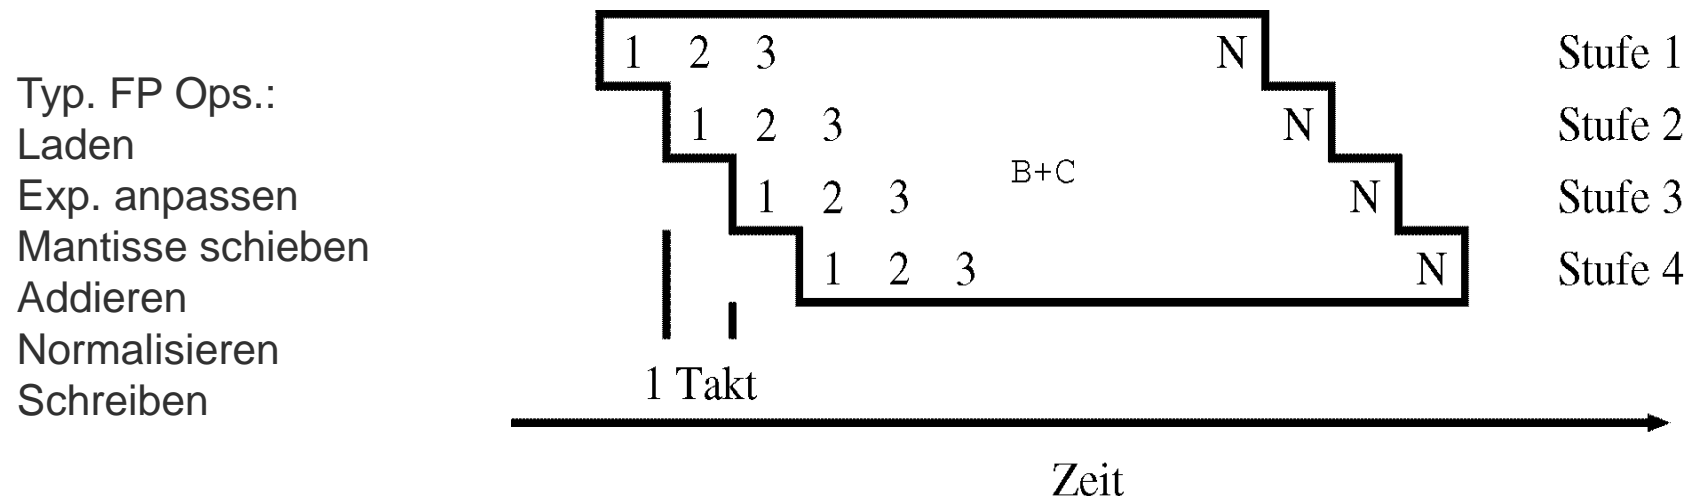 Typ. FP Ops.:
Laden
Exp. anpassen
Mantisse schieben
Addieren
Normalisieren
Schreiben
1 2 3 N Stufe 1
1 2 3 N Stufe 2
B+C
1 2 3 N Stufe 3
1 2 3 N Stufe 4
1 Takt
Zeit